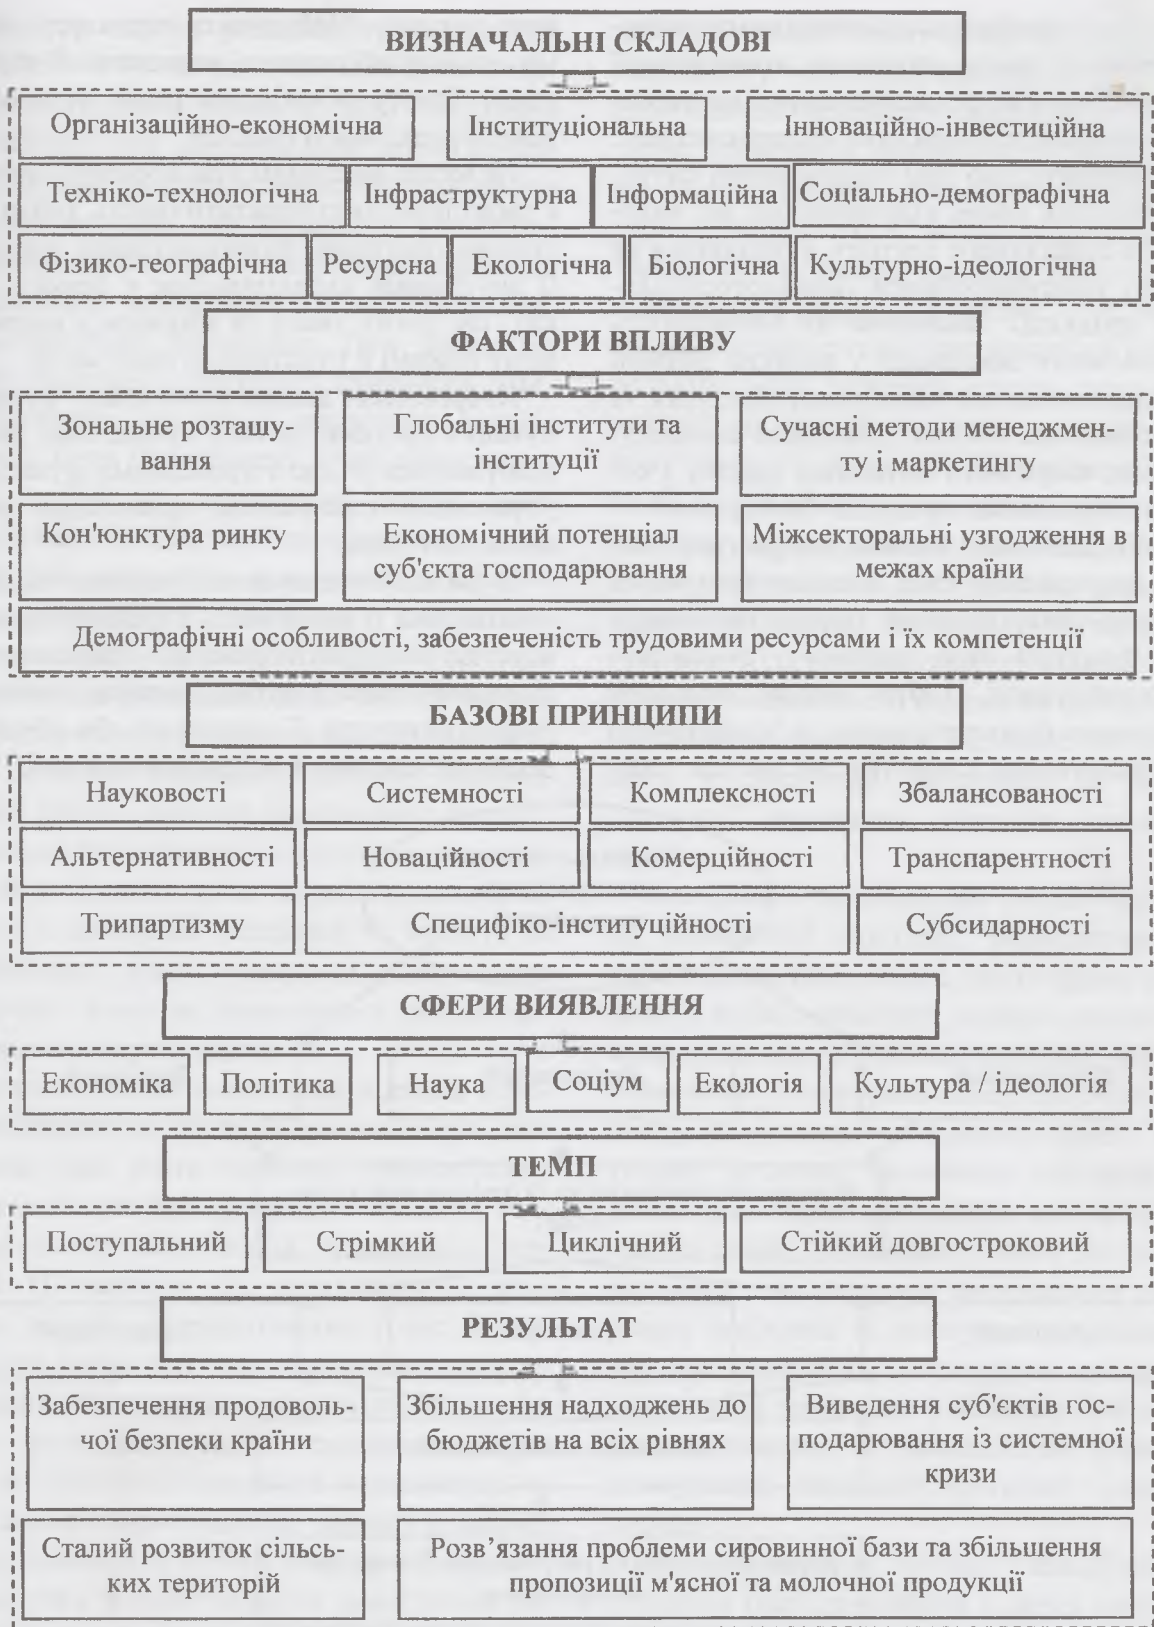 ВИЗНАЧАЛЬНІ СКЛАДОВІ
Організаційно-економічна
Інституціональна
Інноваційно-інвестиційна
Техніко-технологічна
Інфраструктурна
Інформаційна
Соціально-демографічна
Фізико-географічна
Ресурсна
Екологічна
Біологічна
Культурно-ідеологічна
ФАКТОРИ ВПЛИВУ
Зональне розташу-
вання
Глобальні інститути та
інституції
Сучасні методи менеджмен-
ту і маркетингу
Кон'юнктура ринку
Економічний потенціал
суб'єкта господарювання
Міжсекторальні узгодження в
межах країни
Демографічні особливості, забезпеченість трудовими ресурсами і їх компетенції
БАЗОВІ ПРИНЦИПИ
Науковості
Системності
Комплексності
Збалансованості
Альтернативності
Новаційності
Комерційності
Транспарентності
Трипартизму
Специфіко-інституційності
Субсидарності
СФЕРИ ВИЯВЛЕННЯ
Економіка
Політика
Наука
Соціум
Екологія
Культура / ідеологія
ТЕМП
Поступальний
Стрімкий
Циклічний
Стійкий довгостроковий
РЕЗУЛЬТАТ
Забезпечення продоволь-
чої безпеки країни
Збільшення надходжень до
бюджетів на всіх рівнях
Виведення суб'єктів гос-
подарювання із системної
кризи
Сталий розвиток сільсь-
ких територій
Розв’язання проблеми сировинної бази та збільшення
пропозиції м'ясної та молочної продукції